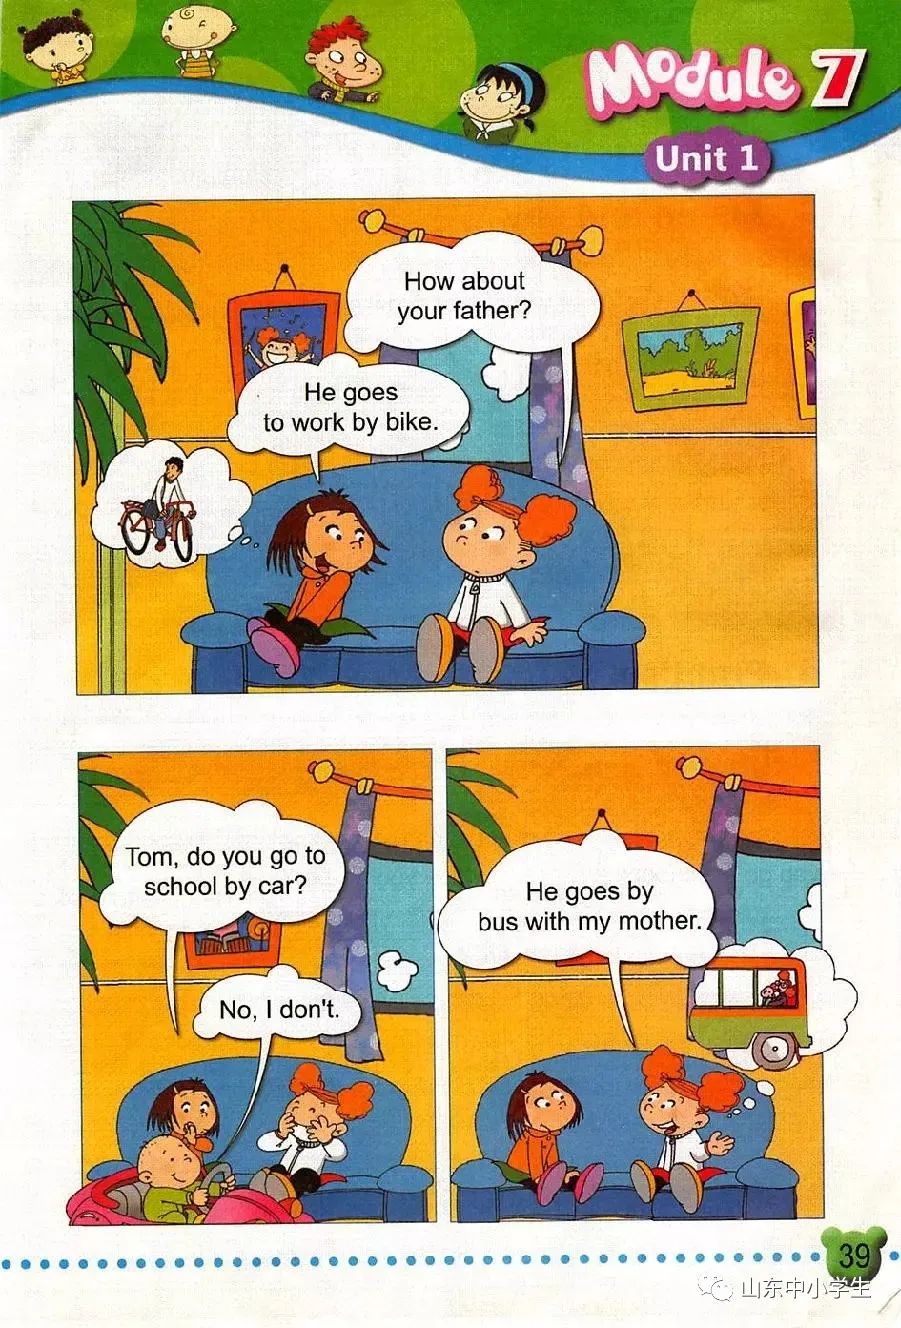 Module 7
Unit 1
How about
your father?
He goes
to work by bike.
Tom, do you go to
school by car?
No, I don't.
He goes by
bus with my mother.
39
山东中小学生